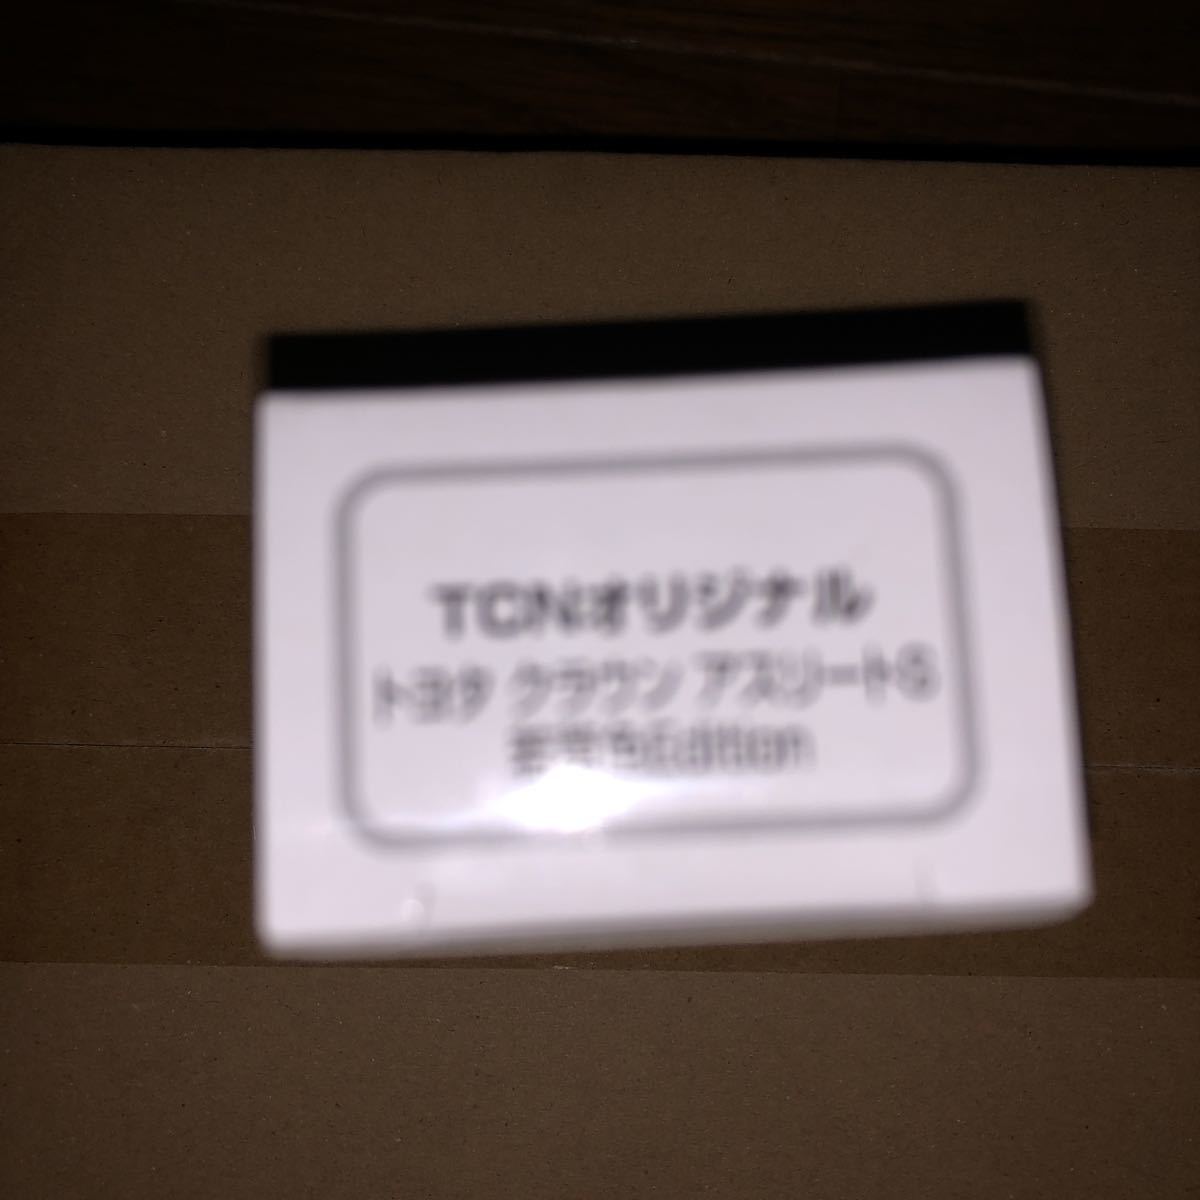 TCNオリジナル
トヨタ クラウン アスリートS
Edition